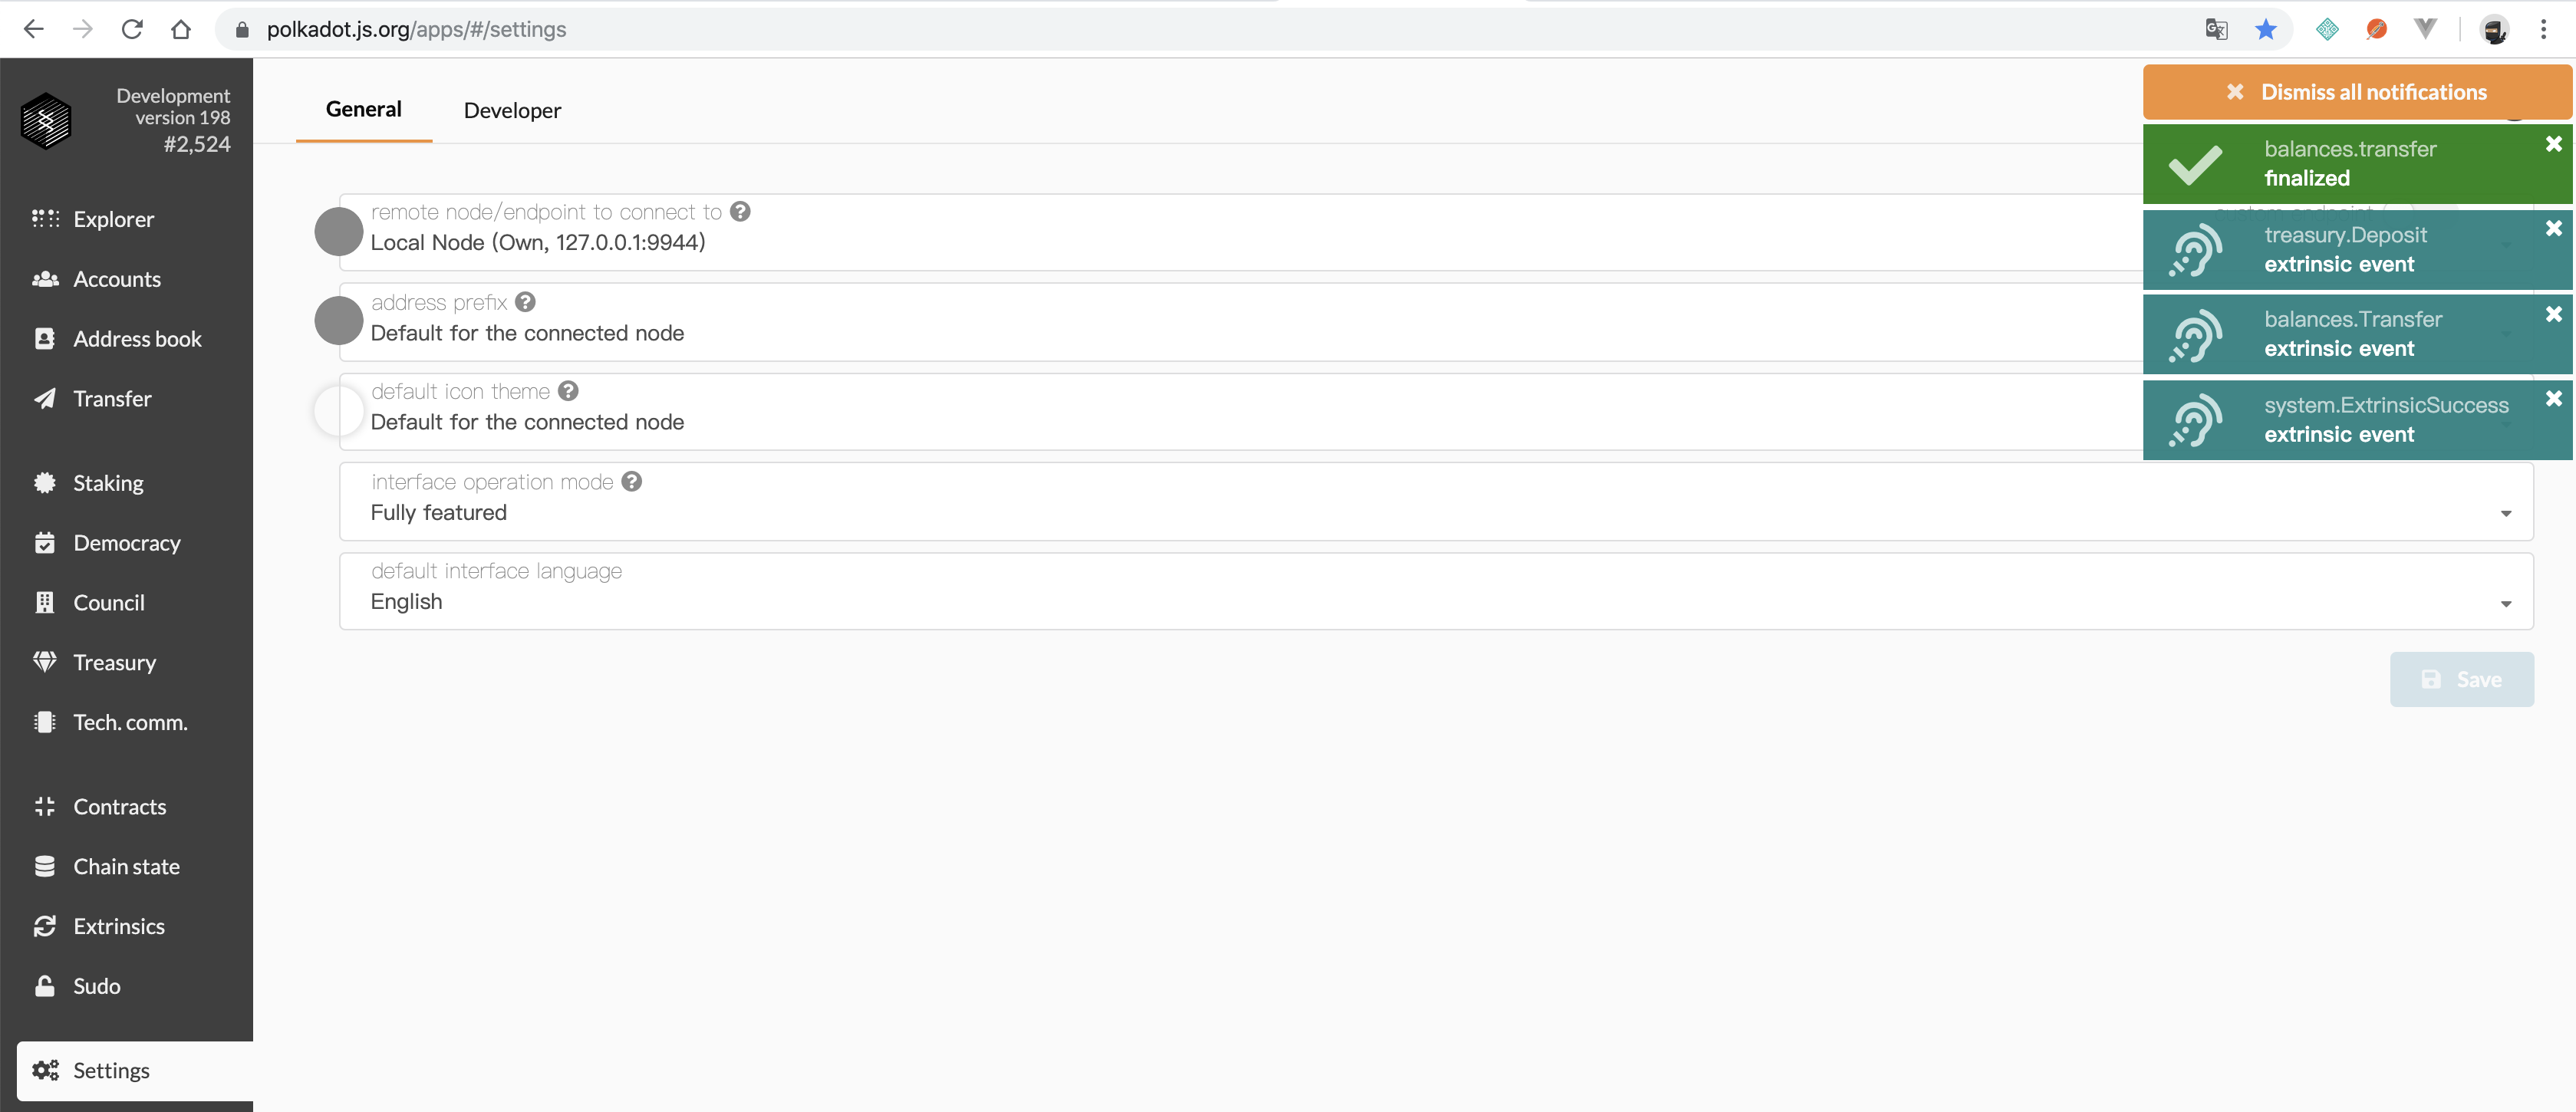 polkadot.js.org/apps/#/settings
Development
version 198
#2,524
Explorer
Accounts
Address book
Transfer
Staking
Democracy
Council
Treasury
Tech. comm.
Contracts
Chain state
Extrinsics
Sudo
Settings
General
Developer
remote node/endpoint to connect to
Local Node (Own, 127.0.0.1:9944)
custom endpoint
address prefix
Default for the connected node
default icon theme
Default for the connected node
interface operation mode
Fully featured
default interface language
English
Save
Dismiss all notifications
balances.transfer
finalized
treasury.Deposit
extrinsic event
balances.Transfer
extrinsic event
system.ExtrinsicSuccess
extrinsic event